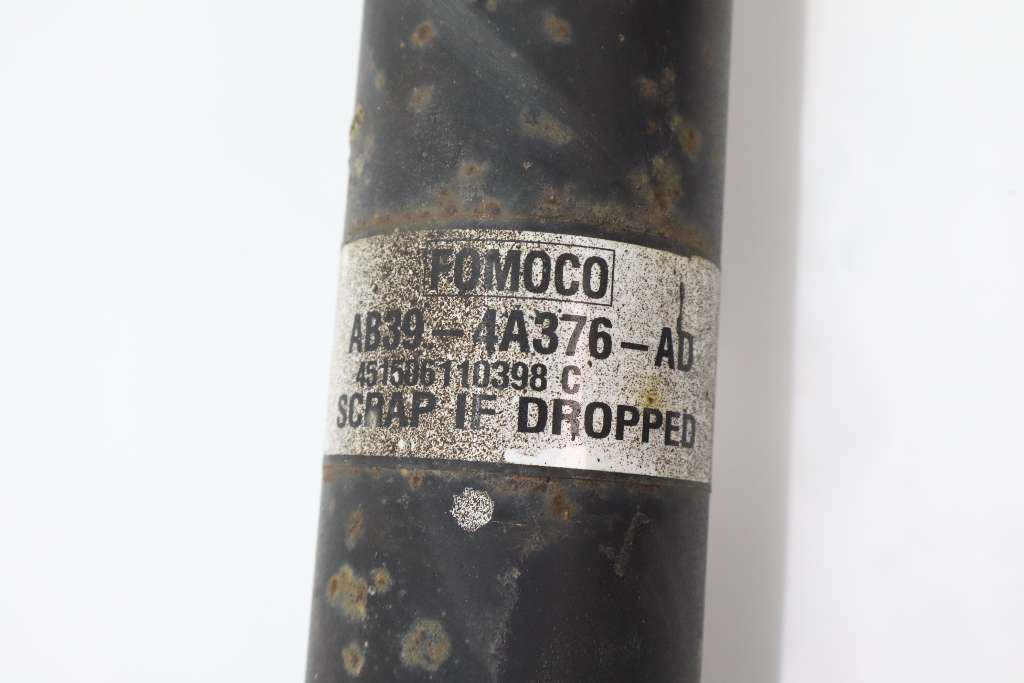 FOMOCO
AB39-4A376-AD
451506110398 C
SCRAP IF DROPPED